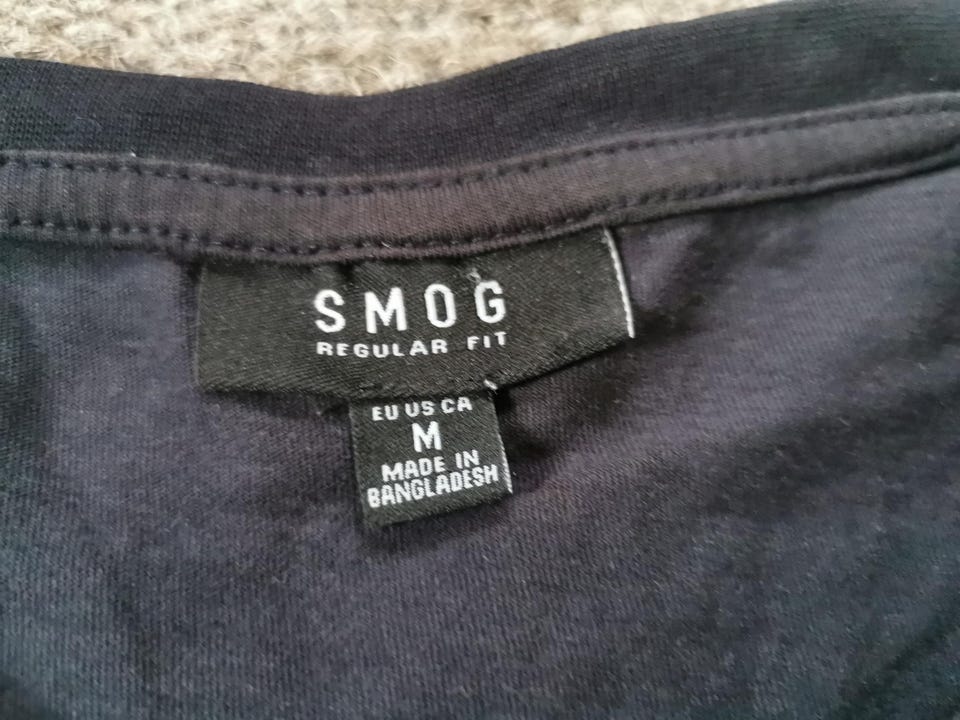 SMOG
REGULAR FIT
EU US CA
M
MADE IN
BANGLADESH